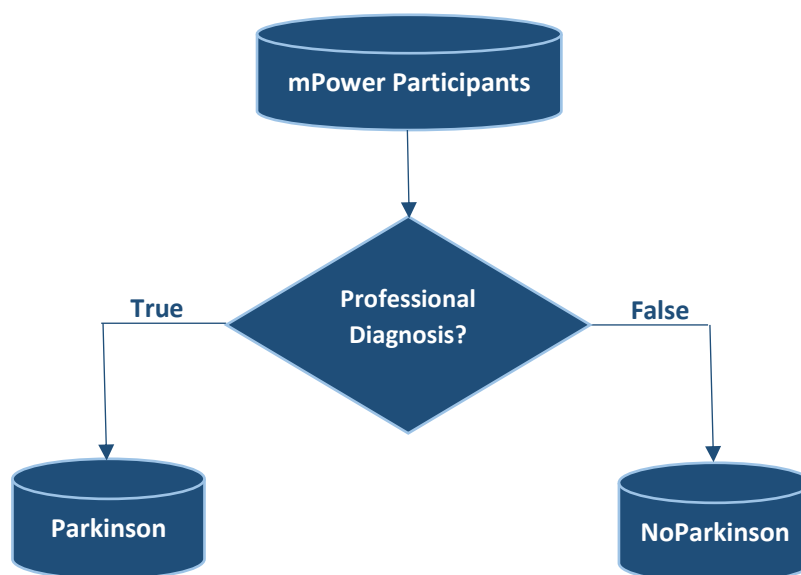 mPower Participants
Professional
Diagnosis?
True
False
Parkinson
NoParkinson